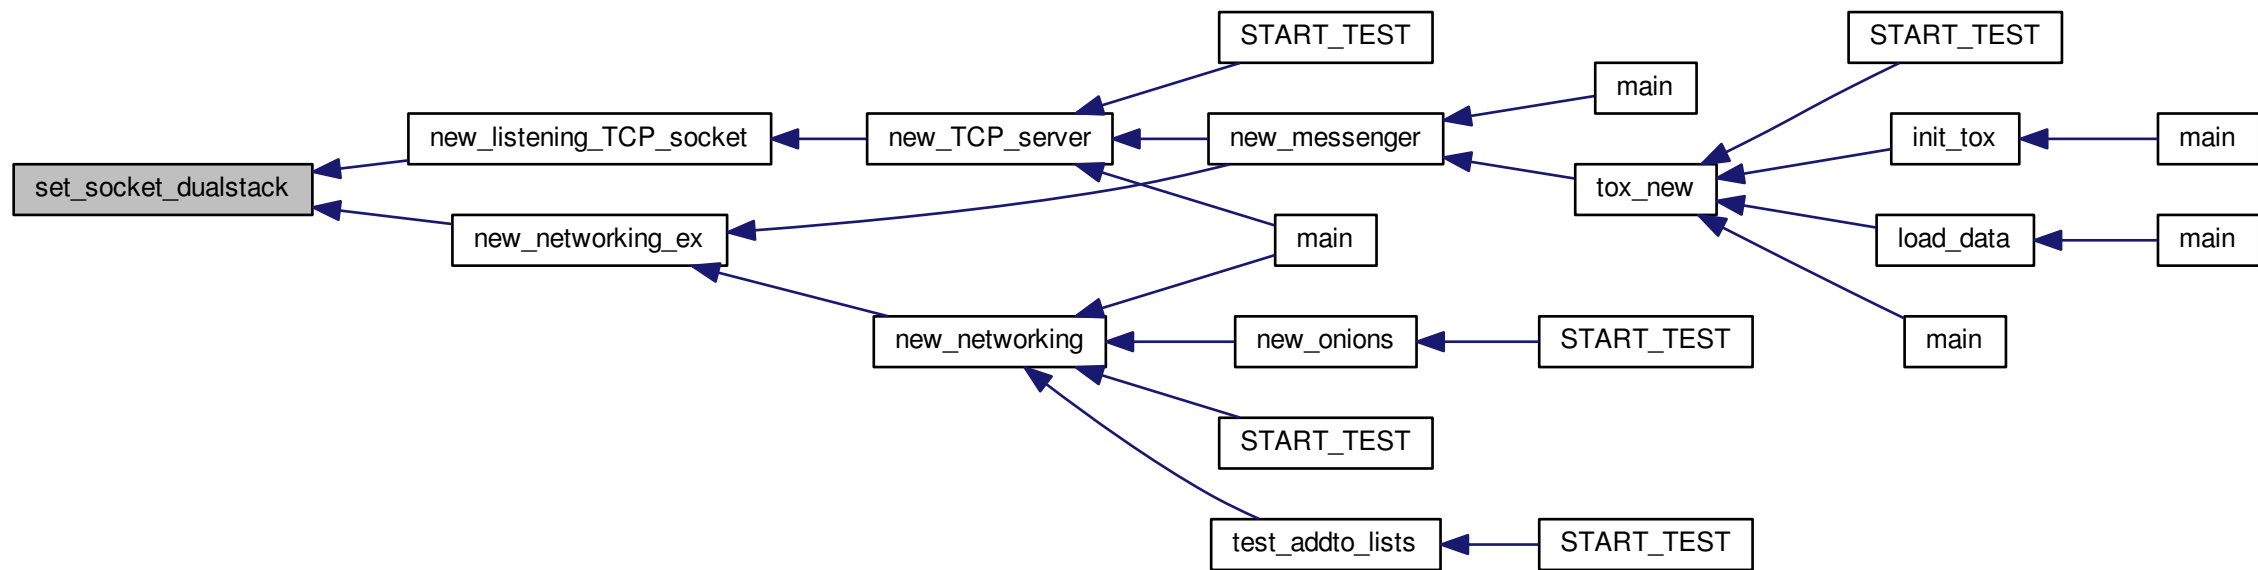 START_TEST
START_TEST
main
new_listening_TCP_socket
new_TCP_server
new_messenger
init_tox
main
set_socket_dualstack
tox_new
new_networking_ex
main
load_data
main
new_networking
new_onions
START_TEST
main
START_TEST
test_addto_lists
START_TEST